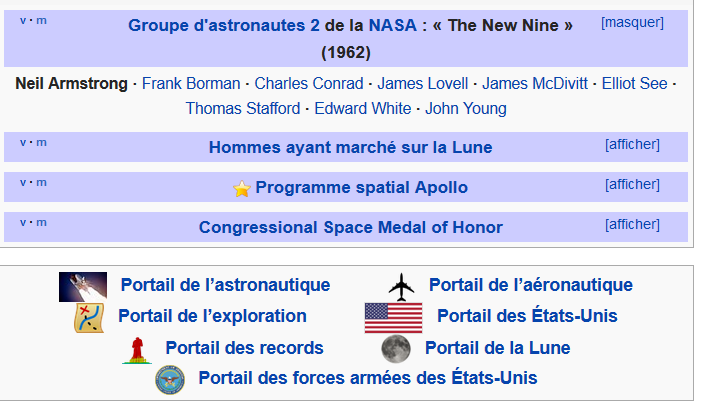 v · m
Groupe d'astronautes 2 de la NASA : « The New Nine »
(1962)
[masquer]
Neil Armstrong · Frank Borman · Charles Conrad · James Lovell · James McDivitt · Elliot See ·
Thomas Stafford · Edward White · John Young
v · m Hommes ayant marché sur la Lune [afficher]
v · m Programme spatial Apollo [afficher]
v · m Congressional Space Medal of Honor [afficher]
Portail de l’astronautique Portail de l’aéronautique
Portail de l’exploration Portail des États-Unis
Portail des records Portail de la Lune
Portail des forces armées des États-Unis